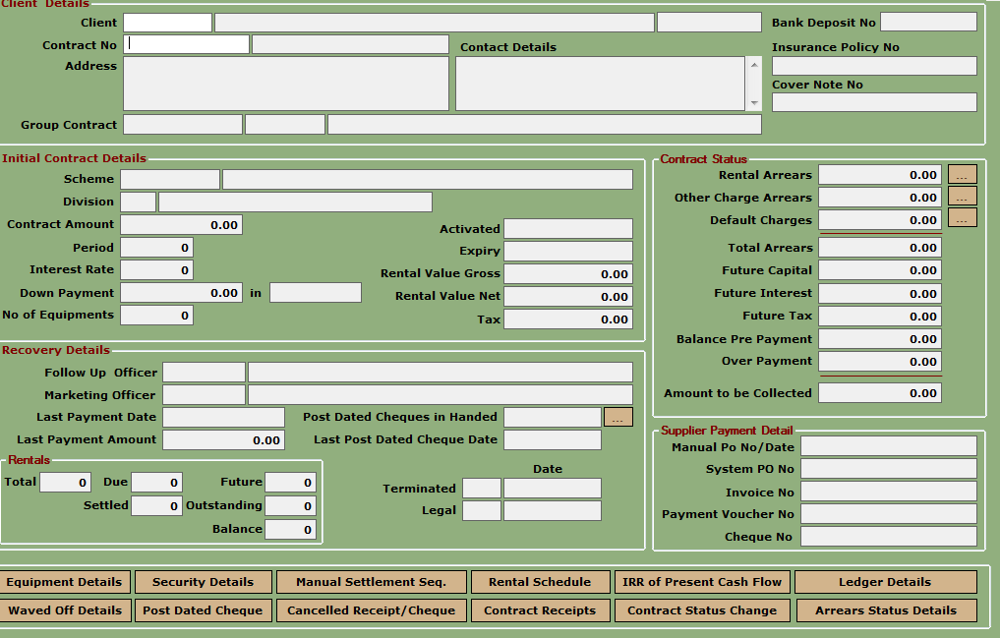 Client Details
Client
Bank Deposit No
Contract No
Contact Details
Insurance Policy No
Address
Cover Note No
Group Contract
Initial Contract Details
Scheme
Division
Contract Amount 0.00
Activated
Period 0
Expiry
Interest Rate 0
Rental Value Gross 0.00
Down Payment 0.00 in
Rental Value Net 0.00
No of Equipments 0
Tax 0.00
Contract Status
Rental Arrears 0.00 ...
Other Charge Arrears 0.00 ...
Default Charges 0.00 ...
Total Arrears 0.00
Future Capital 0.00
Future Interest 0.00
Future Tax 0.00
Balance Pre Payment 0.00
Over Payment 0.00
Amount to be Collected 0.00
Recovery Details
Follow Up Officer
Marketing Officer
Last Payment Date
Post Dated Cheques in Handed ...
Last Payment Amount 0.00
Last Post Dated Cheque Date
Rentals
Total 0 Due 0 Future 0
Settled 0 Outstanding 0
Balance 0
Date
Terminated
Legal
Supplier Payment Detail
Manual Po No/Date
System PO No
Invoice No
Payment Voucher No
Cheque No
Equipment Details Security Details Manual Settlement Seq. Rental Schedule IRR of Present Cash Flow Ledger Details
Waved Off Details Post Dated Cheque Cancelled Receipt/Cheque Contract Receipts Contract Status Change Arrears Status Details